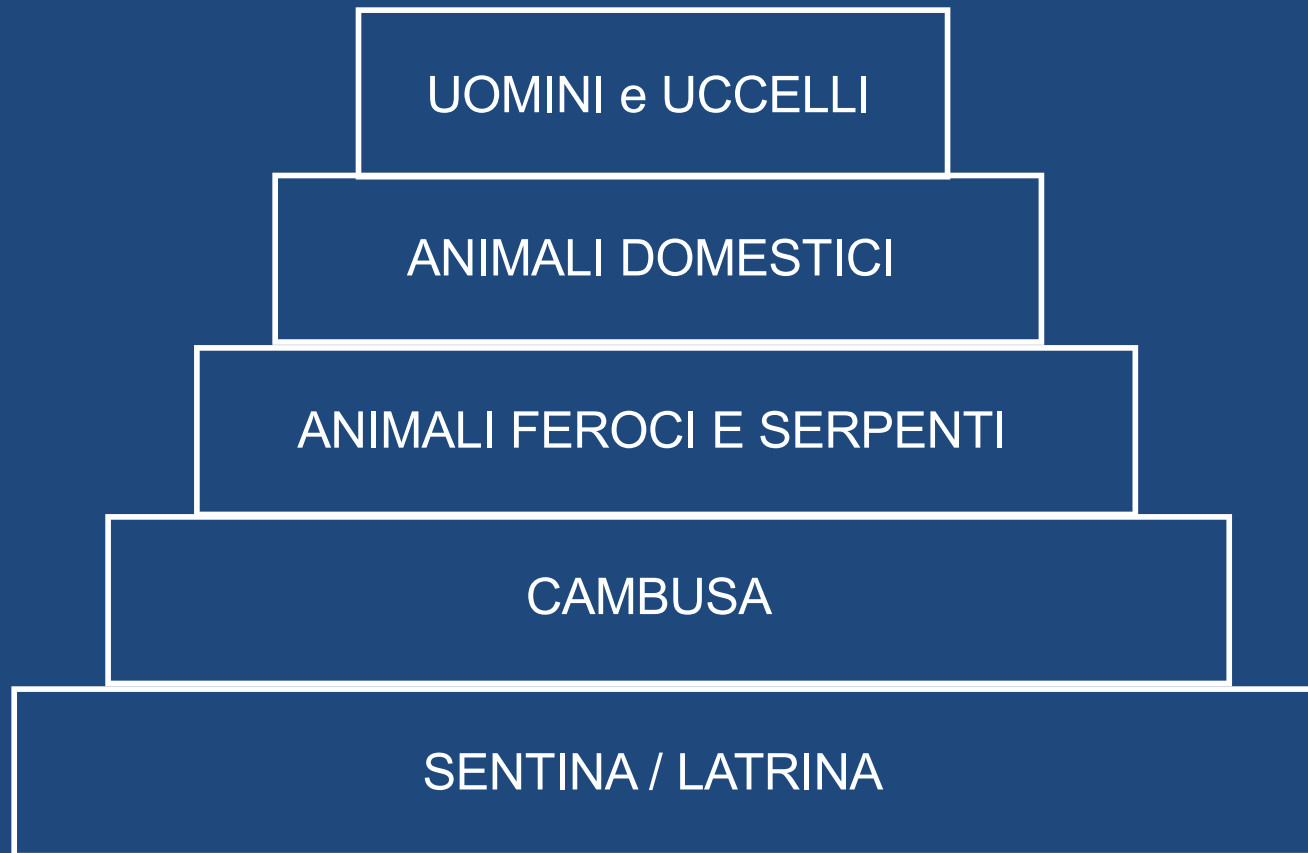 UOMINI e UCCELLI
ANIMALI DOMESTICI
ANIMALI FEROCI E SERPENTI
CAMBUSA
SENTINA / LATRINA